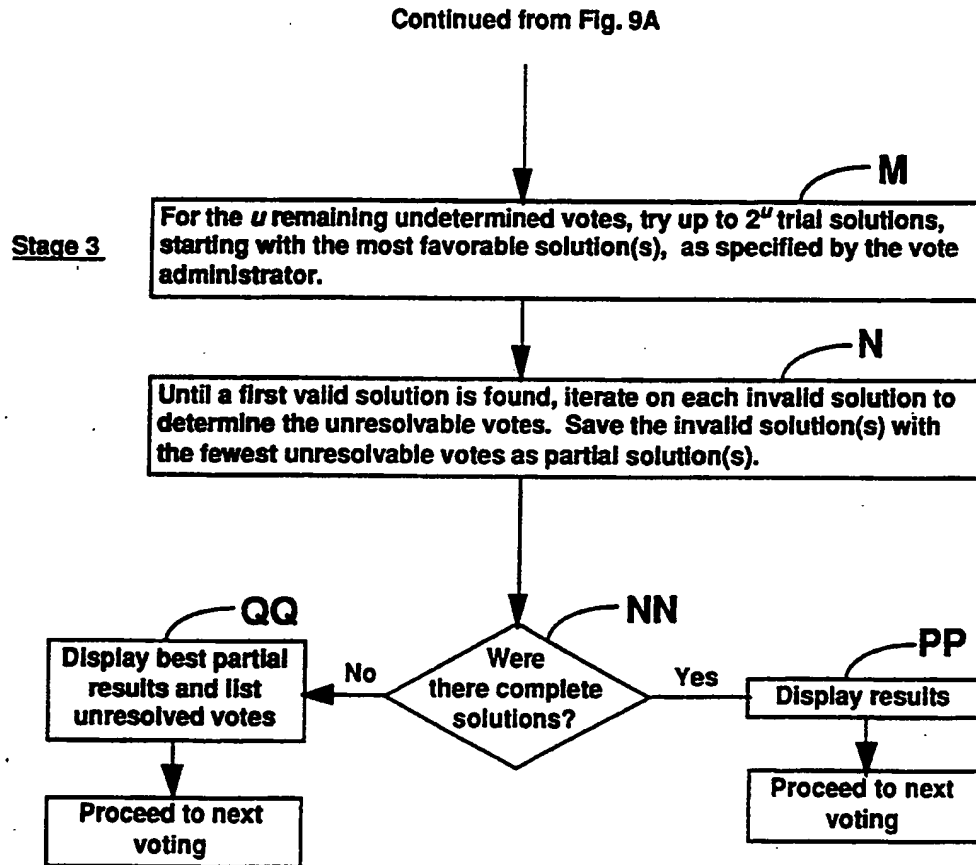 Continued from Fig. 9A
M
Stage 3
For the u remaining undetermined votes, try up to 2^u trial solutions,
starting with the most favorable solution(s), as specified by the vote
administrator.
N
Until a first valid solution is found, iterate on each invalid solution to
determine the unresolvable votes. Save the invalid solution(s) with
the fewest unresolvable votes as partial solution(s).
QQ
NN
PP
Display best partial
results and list
unresolved votes
No
Were
there complete
solutions?
Yes
Display results
Proceed to next
voting
Proceed to next
voting